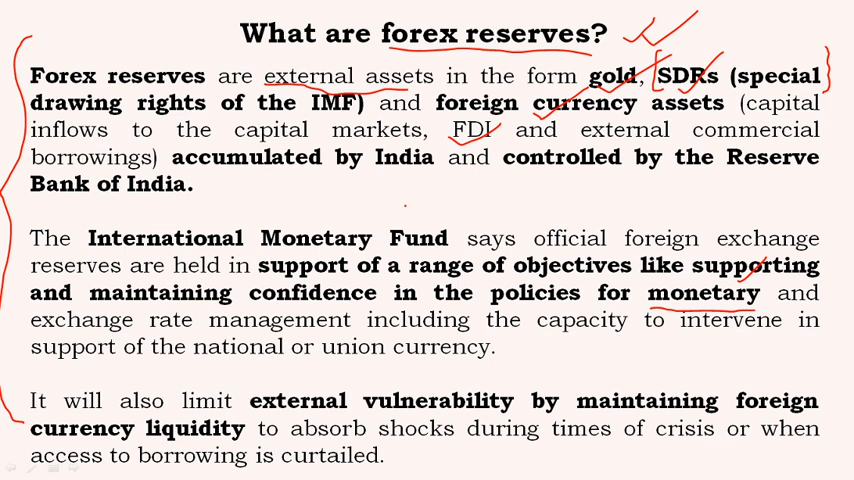 What are forex reserves?
Forex reserves are external assets in the form gold, SDRs (special
drawing rights of the IMF) and foreign currency assets (capital
inflows to the capital markets, FDI and external commercial
borrowings) accumulated by India and controlled by the Reserve
Bank of India.
The International Monetary Fund says official foreign exchange
reserves are held in support of a range of objectives like supporting
and maintaining confidence in the policies for monetary and
exchange rate management including the capacity to intervene in
support of the national or union currency.
It will also limit external vulnerability by maintaining foreign
currency liquidity to absorb shocks during times of crisis or when
access to borrowing is curtailed.